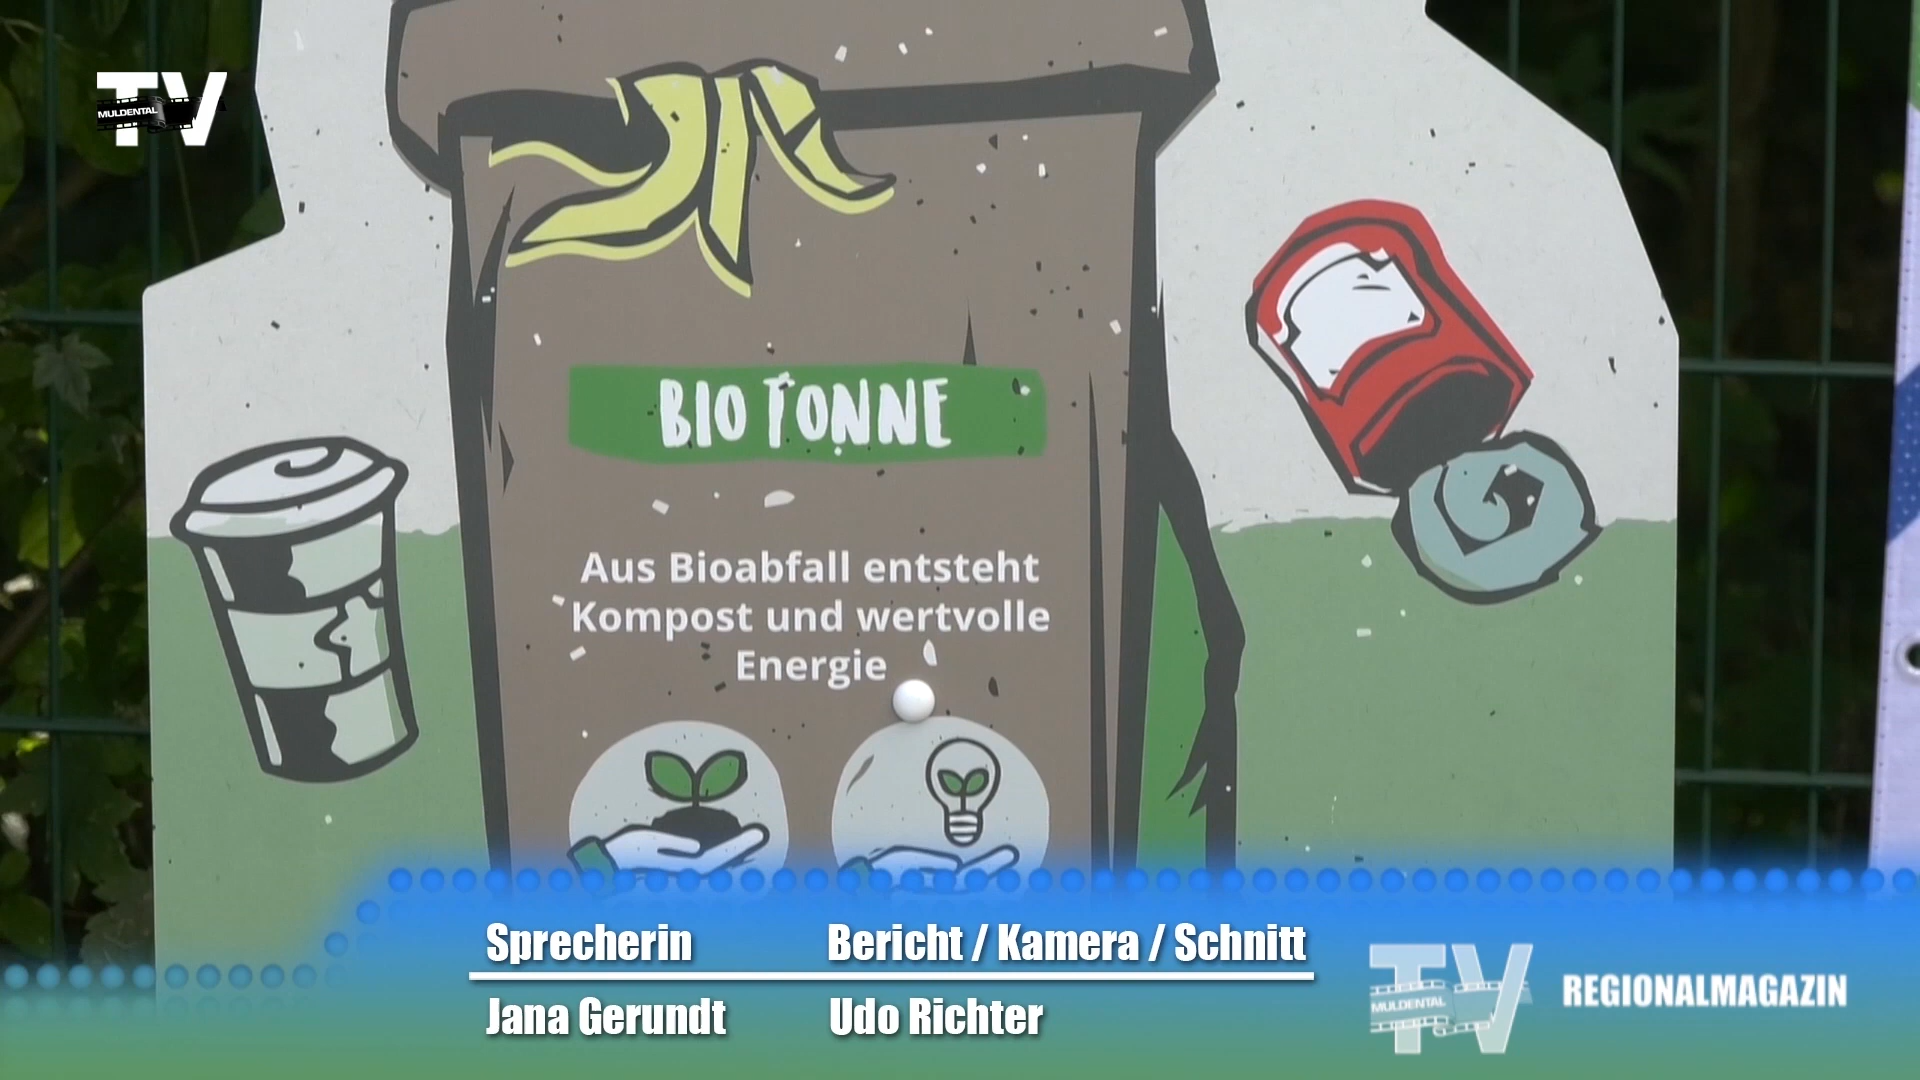 TV
MULDENTAL
BIO TONNE
Aus Bioabfall entsteht
Kompost und wertvolle
Energie
Sprecherin
Bericht / Kamera / Schnitt
Jana Gerundt
Udo Richter
TV
MULDENTAL
REGIONALMAGAZIN